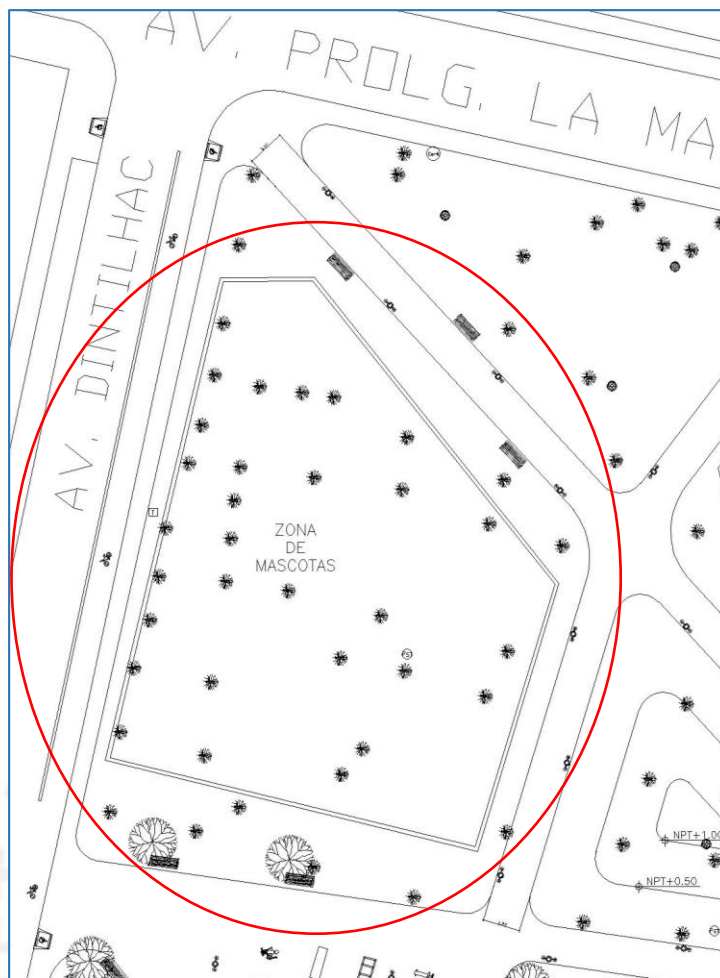 AV. PROLG. LA MA
AV. DINTILHAC
T
ZONA
DE
MASCOTAS
NPT+1.00
NPT+0.50